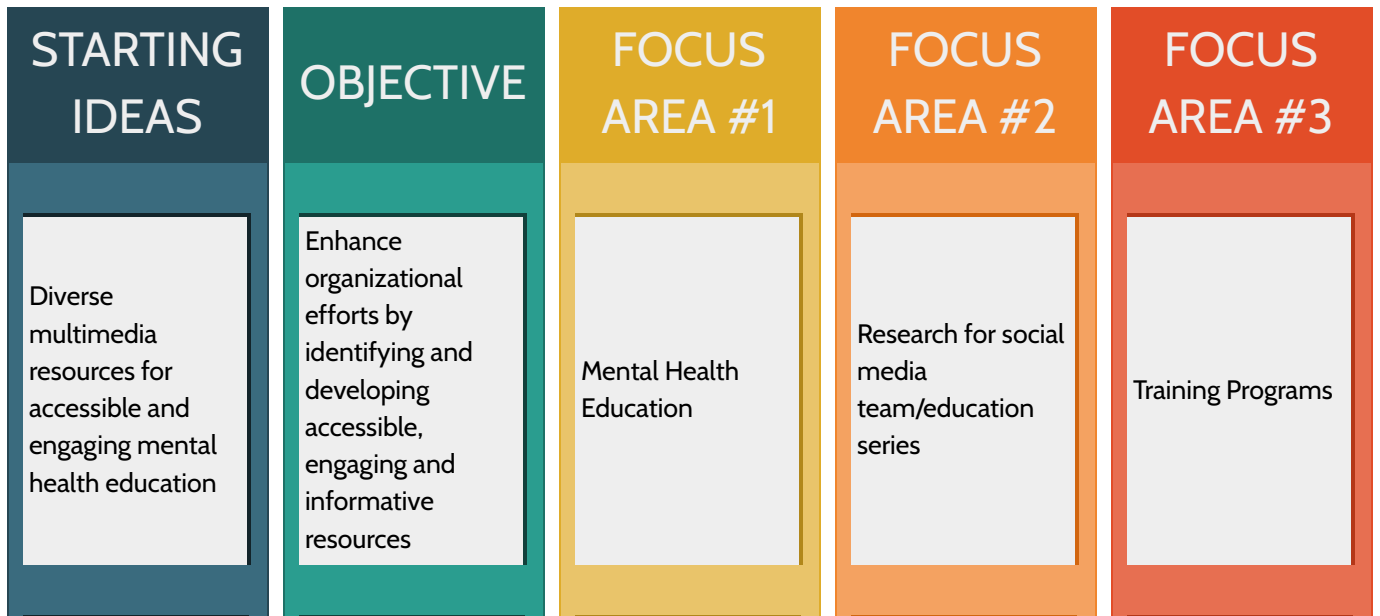 STARTING
IDEAS
OBJECTIVE
FOCUS
AREA #1
FOCUS
AREA #2
FOCUS
AREA #3
Diverse
multimedia
resources for
accessible and
engaging mental
health education
Enhance
organizational
efforts by
identifying and
developing
accessible,
engaging and
informative
resources
Mental Health
Education
Research for social
media
team/education
series
Training Programs